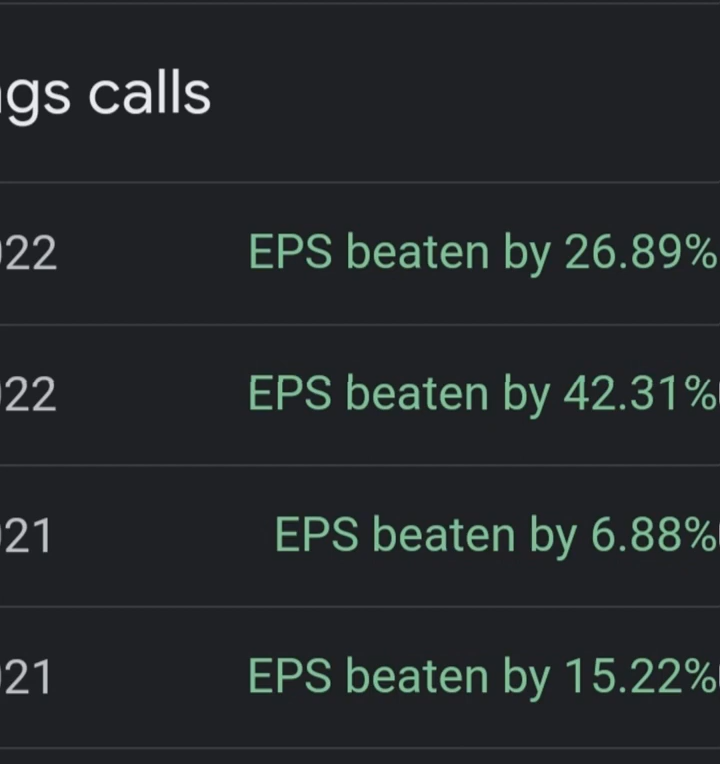 gs calls
22 EPS beaten by 26.89%
22 EPS beaten by 42.31%
21 EPS beaten by 6.88%
21 EPS beaten by 15.22%